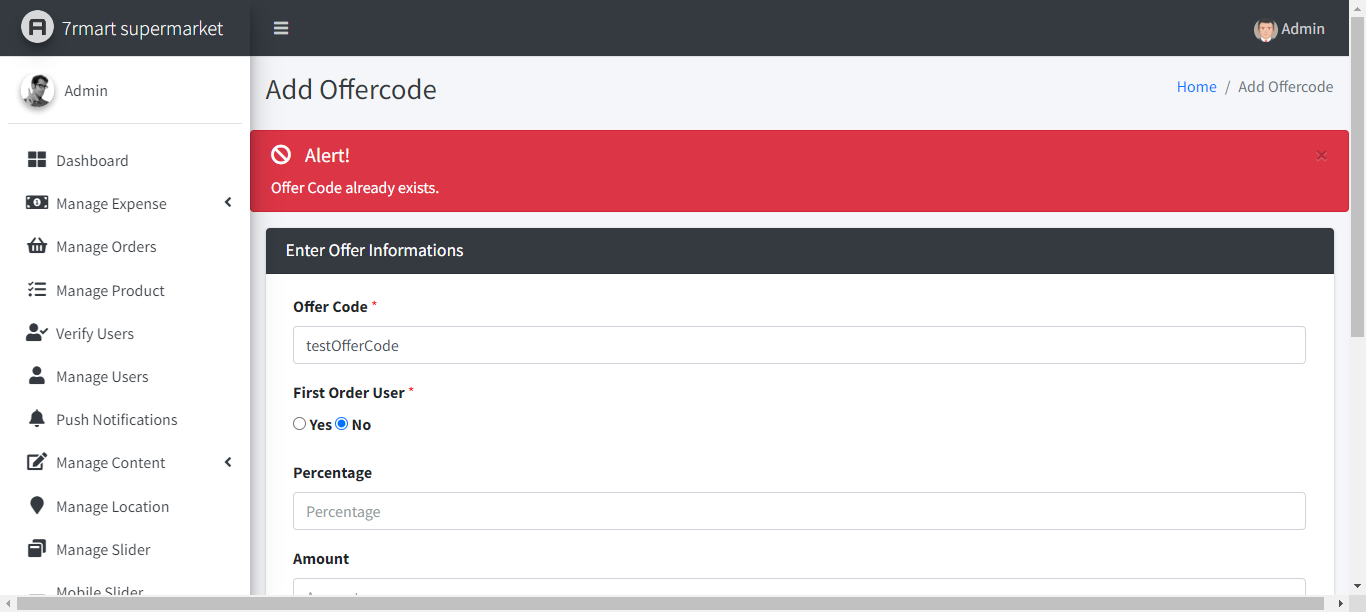 7rmart supermarket
Admin
Admin
Add Offercode
Home / Add Offercode
Alert!
×
Offer Code already exists.
Dashboard
Manage Expense
Manage Orders
Manage Product
Verify Users
Manage Users
Push Notifications
Manage Content
Manage Location
Manage Slider
Mobile Slider
Enter Offer Informations
Offer Code *
testOfferCode
First Order User *
Yes No
Percentage
Percentage
Amount